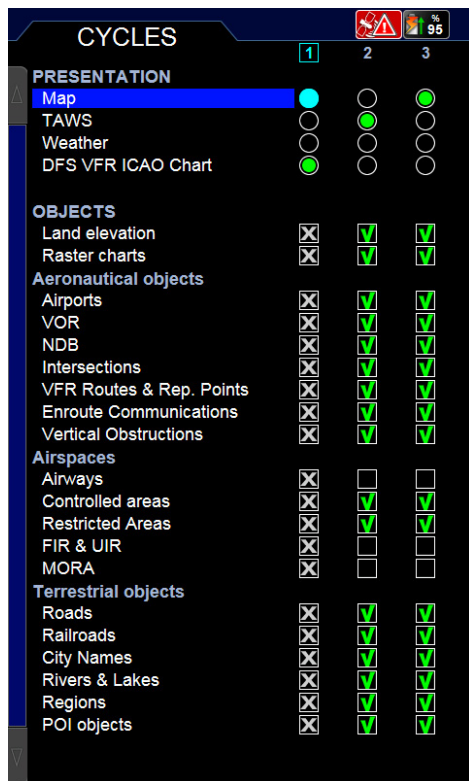 CYCLES
% 95
1 2 3
PRESENTATION
Map
TAWS
Weather
DFS VFR ICAO Chart
OBJECTS
Land elevation
Raster charts
Aeronautical objects
Airports
VOR
NDB
Intersections
VFR Routes & Rep. Points
Enroute Communications
Vertical Obstructions
Airspaces
Airways
Controlled areas
Restricted Areas
FIR & UIR
MORA
Terrestrial objects
Roads
Railroads
City Names
Rivers & Lakes
Regions
POI objects